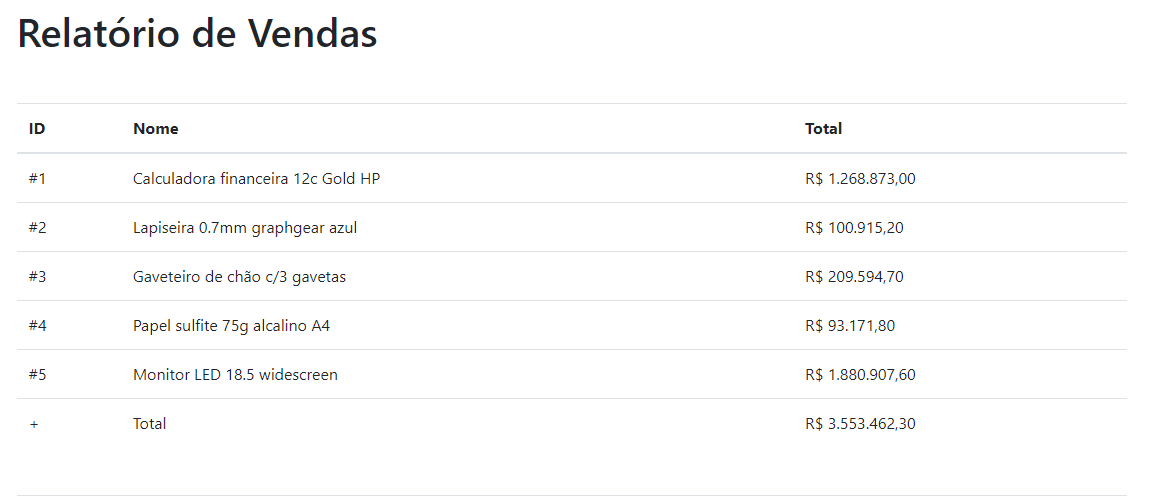 Relatório de Vendas
ID Nome Total
#1 Calculadora financeira 12c Gold HP R$ 1.268.873,00
#2 Lapiseira 0.7mm graphgear azul R$ 100.915,20
#3 Gaveteiro de chão c/3 gavetas R$ 209.594,70
#4 Papel sulfite 75g alcalino A4 R$ 93.171,80
#5 Monitor LED 18.5 widescreen R$ 1.880.907,60
+ Total R$ 3.553.462,30